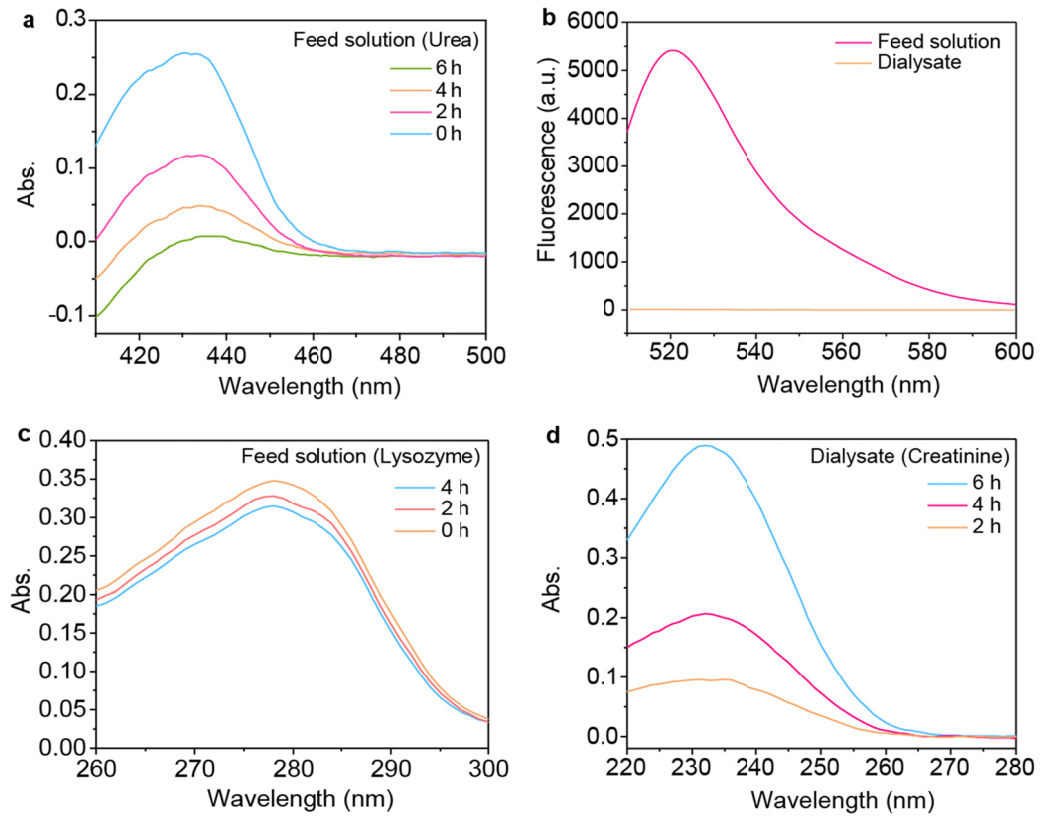 a
Feed solution (Urea)
6 h
4 h
2 h
0 h
0.3
0.2
0.1
0.0
-0.1
Abs.
420 440 460 480 500
Wavelength (nm)
b
Feed solution
Dialysate
6000
5000
4000
3000
2000
1000
0
Fluorescence (a.u.)
520 540 560 580 600
Wavelength (nm)
c
Feed solution (Lysozyme)
4 h
2 h
0 h
0.40
0.35
0.30
0.25
0.20
0.15
0.10
0.05
0.00
Abs.
260 270 280 290 300
Wavelength (nm)
d
Dialysate (Creatinine)
6 h
4 h
2 h
0.5
0.4
0.3
0.2
0.1
0.0
Abs.
220 230 240 250 260 270 280
Wavelength (nm)